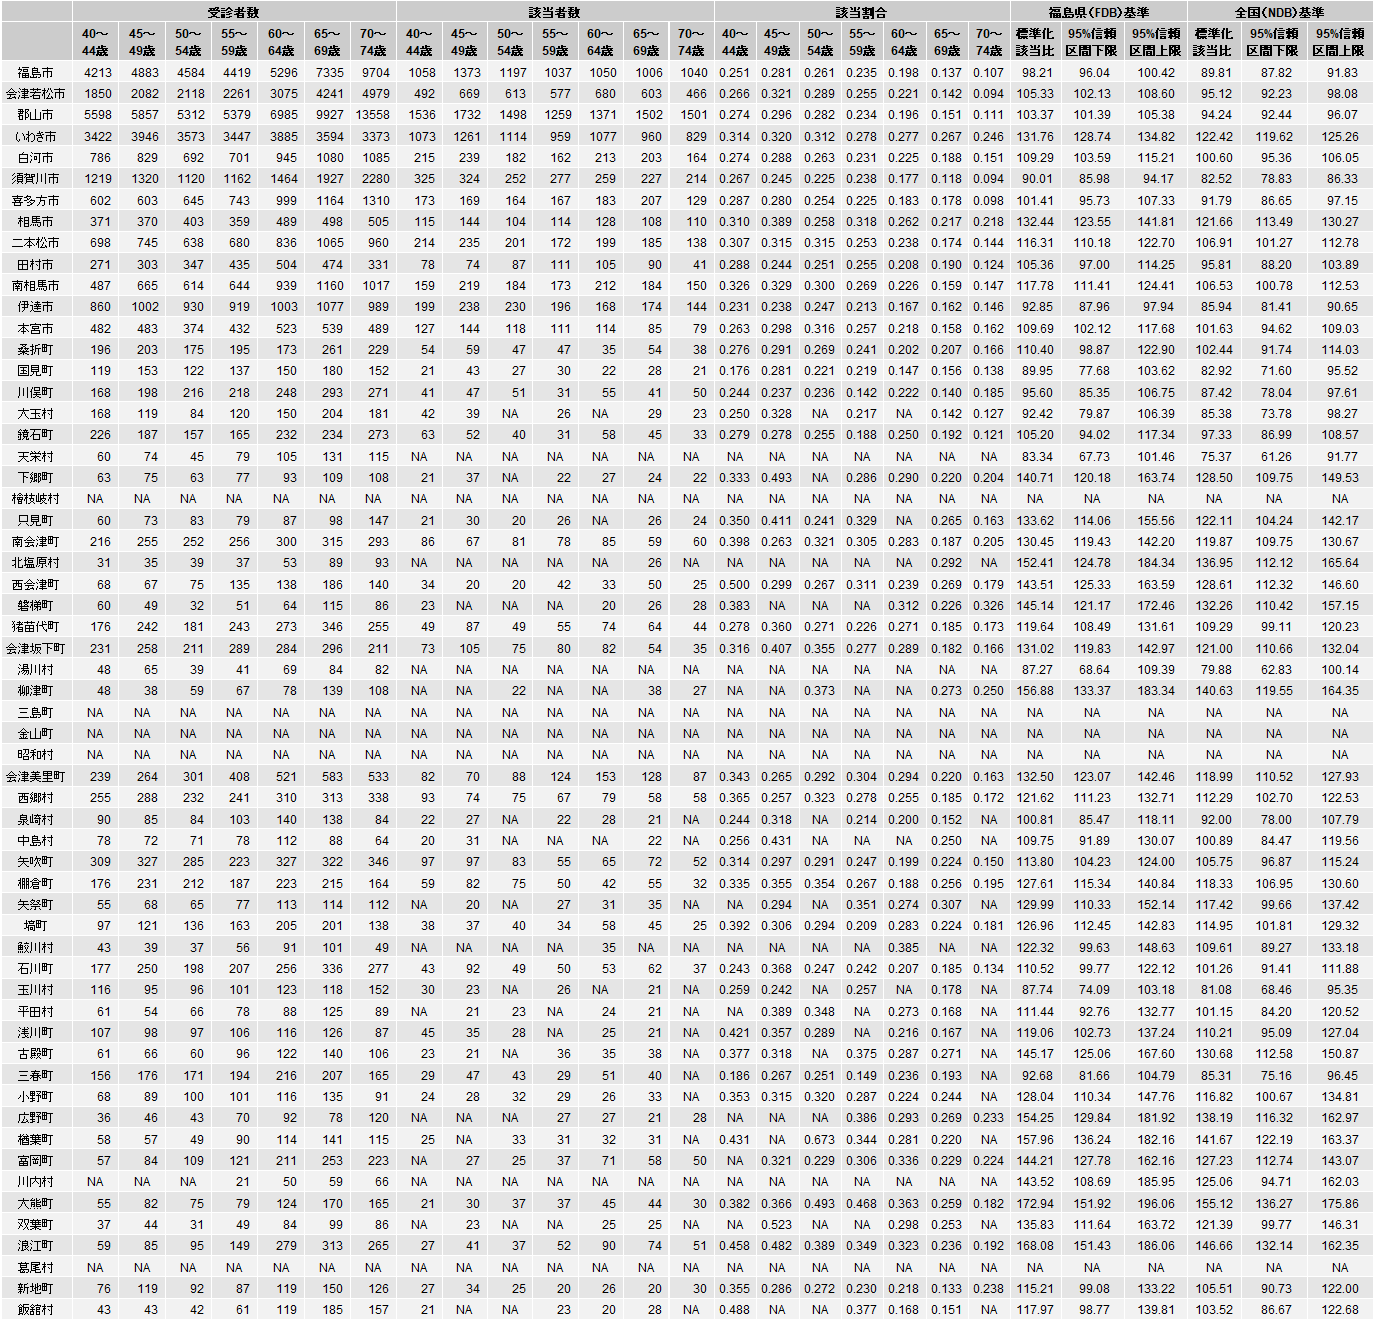 受診者数 該当者数 該当割合 福島県（FDB）基準 全国（NDB）基準
40～ 45～ 50～ 55～ 60～ 65～ 70～ 40～ 45～ 50～ 55～ 60～ 65～ 70～ 40～ 45～ 50～ 55～ 60～ 65～ 70～ 標準化 95%信頼 95%信頼 標準化 95%信頼 95%信頼
44歳 49歳 54歳 59歳 64歳 69歳 74歳 44歳 49歳 54歳 59歳 64歳 69歳 74歳 44歳 49歳 54歳 59歳 64歳 69歳 74歳 該当比 区間下限 区間上限 該当比 区間下限 区間上限
福島市 4213 4883 4584 4419 5296 7335 9704 1058 1373 1197 1037 1050 1006 1040 0.251 0.281 0.261 0.235 0.198 0.137 0.107 98.21 96.04 100.42 89.81 87.82 91.83
会津若松市 1850 2082 2118 2261 3075 4241 4979 492 669 613 577 680 603 466 0.266 0.321 0.289 0.255 0.221 0.142 0.094 105.33 102.13 108.60 95.12 92.23 98.08
郡山市 5598 5857 5312 5379 6985 9927 13558 1536 1732 1498 1259 1371 1502 1501 0.274 0.296 0.282 0.234 0.196 0.151 0.111 103.37 101.39 105.38 94.24 92.44 96.07
いわき市 3422 3946 3573 3447 3885 3594 3373 1073 1261 1114 959 1077 960 829 0.314 0.320 0.312 0.278 0.277 0.267 0.246 131.76 128.74 134.82 122.42 119.62 125.26
白河市 786 829 692 701 945 1080 1085 215 239 182 162 213 203 164 0.274 0.288 0.263 0.231 0.225 0.188 0.151 109.29 103.59 115.21 100.60 95.36 106.05
須賀川市 1219 1320 1120 1162 1464 1927 2280 325 324 252 277 259 227 214 0.267 0.245 0.225 0.238 0.177 0.118 0.094 90.01 85.98 94.17 82.52 78.83 86.33
喜多方市 602 603 645 743 999 1164 1310 173 169 164 167 183 207 129 0.287 0.280 0.254 0.225 0.183 0.178 0.098 101.41 95.73 107.33 91.79 86.65 97.15
相馬市 371 370 403 359 489 498 505 115 144 104 114 128 108 110 0.310 0.389 0.258 0.318 0.262 0.217 0.218 132.44 123.55 141.81 121.66 113.49 130.27
二本松市 698 745 638 680 836 1065 960 214 235 201 172 199 185 138 0.307 0.315 0.315 0.253 0.238 0.174 0.144 116.31 110.18 122.70 106.91 101.27 112.78
田村市 271 303 347 435 504 474 331 78 74 87 111 105 90 41 0.288 0.244 0.251 0.255 0.208 0.190 0.124 105.36 97.00 114.25 95.81 88.20 103.89
南相馬市 487 665 614 644 939 1160 1017 159 219 184 173 212 184 150 0.326 0.329 0.300 0.269 0.226 0.159 0.147 117.78 111.41 124.41 106.53 100.78 112.53
伊達市 860 1002 930 919 1003 1077 989 199 238 230 196 168 174 144 0.231 0.238 0.247 0.213 0.167 0.162 0.146 92.85 87.96 97.94 85.94 81.41 90.65
本宮市 482 483 374 432 523 539 489 127 144 118 111 114 85 79 0.263 0.298 0.316 0.257 0.218 0.158 0.162 109.69 102.12 117.68 101.63 94.62 109.03
桑折町 196 203 175 195 173 261 229 54 59 47 47 35 54 38 0.276 0.291 0.269 0.241 0.202 0.207 0.166 110.40 98.87 122.90 102.44 91.74 114.03
国見町 119 153 122 137 150 180 152 21 43 27 30 22 28 21 0.176 0.281 0.221 0.219 0.147 0.156 0.138 89.95 77.68 103.62 82.92 71.60 95.52
川俣町 168 198 216 218 248 293 271 41 47 51 31 55 41 50 0.244 0.237 0.236 0.142 0.222 0.140 0.185 95.60 85.35 106.75 87.42 78.04 97.61
大玉村 168 119 84 120 150 204 181 42 39 NA 26 NA 29 23 0.250 0.328 NA 0.217 NA 0.142 0.127 92.42 79.87 106.39 85.38 73.78 98.27
鏡石町 226 187 157 165 232 234 273 63 52 40 31 58 45 33 0.279 0.278 0.255 0.188 0.250 0.192 0.121 105.20 94.02 117.34 97.33 86.99 108.57
天栄村 60 74 45 79 105 131 115 NA NA NA NA NA NA NA NA NA NA NA NA NA NA 83.34 67.73 101.46 75.37 61.26 91.77
下郷町 63 75 63 77 93 109 108 21 37 NA 22 27 24 22 0.333 0.493 NA 0.286 0.290 0.220 0.204 140.71 120.18 163.74 128.50 109.75 149.53
檜枝岐村 NA NA NA NA NA NA NA NA NA NA NA NA NA NA NA NA NA NA NA NA NA NA NA NA NA NA NA
只見町 60 73 83 79 87 98 147 21 30 20 26 NA 26 24 0.350 0.411 0.241 0.329 NA 0.265 0.163 133.62 114.06 155.56 122.11 104.24 142.17
南会津町 216 255 252 256 300 315 293 86 67 81 78 85 59 60 0.398 0.263 0.321 0.305 0.283 0.187 0.205 130.45 119.43 142.20 119.87 109.75 130.67
北塩原村 31 35 39 37 53 89 93 NA NA NA NA NA 26 NA NA NA NA NA NA 0.292 NA 152.41 124.78 184.34 136.95 112.12 165.64
西会津町 68 67 75 135 138 186 140 34 20 20 42 33 50 25 0.500 0.299 0.267 0.311 0.239 0.269 0.179 143.51 125.33 163.59 128.61 112.32 146.60
磐梯町 60 49 32 51 64 115 86 23 NA NA NA 20 26 28 0.383 NA NA NA 0.312 0.226 0.326 145.14 121.17 172.46 132.26 110.42 157.15
猪苗代町 176 242 181 243 273 346 255 49 87 49 55 74 64 44 0.278 0.360 0.271 0.226 0.271 0.185 0.173 119.64 108.49 131.61 109.29 99.11 120.23
会津坂下町 231 258 211 289 284 296 211 73 105 75 80 82 54 35 0.316 0.407 0.355 0.277 0.289 0.182 0.166 131.02 119.83 142.97 121.00 110.66 132.04
湯川村 48 65 39 41 69 84 82 NA NA NA NA NA NA NA NA NA NA NA NA NA NA 87.27 68.64 109.39 79.88 62.83 100.14
柳津町 48 38 59 67 78 139 108 NA NA 22 NA NA 38 27 NA NA 0.373 NA NA 0.273 0.250 156.88 133.37 183.34 140.63 119.55 164.35
三島町 NA NA NA NA NA NA NA NA NA NA NA NA NA NA NA NA NA NA NA NA NA NA NA NA NA NA NA
金山町 NA NA NA NA NA NA NA NA NA NA NA NA NA NA NA NA NA NA NA NA NA NA NA NA NA NA NA
昭和村 NA NA NA NA NA NA NA NA NA NA NA NA NA NA NA NA NA NA NA NA NA NA NA NA NA NA NA
会津美里町 239 264 301 408 521 583 533 82 70 88 124 153 128 87 0.343 0.265 0.292 0.304 0.294 0.220 0.163 132.50 123.07 142.46 118.99 110.52 127.93
西郷村 255 288 232 241 310 313 338 93 74 75 67 79 58 58 0.365 0.257 0.323 0.278 0.255 0.185 0.172 121.62 111.23 132.71 112.29 102.70 122.53
泉崎村 90 85 84 103 140 138 84 22 27 NA 22 28 21 NA 0.244 0.318 NA 0.214 0.200 0.152 NA 100.81 85.47 118.11 92.00 78.00 107.79
中島村 78 72 71 78 112 88 64 20 31 NA NA NA 22 NA 0.256 0.431 NA NA NA 0.250 NA 109.75 91.89 130.07 100.89 84.47 119.56
矢吹町 309 327 285 223 327 322 346 97 97 83 55 65 72 52 0.314 0.297 0.291 0.247 0.199 0.224 0.150 113.80 104.23 124.00 105.75 96.87 115.24
棚倉町 176 231 212 187 223 215 164 59 82 75 50 42 55 32 0.335 0.355 0.354 0.267 0.188 0.256 0.195 127.61 115.34 140.84 118.33 106.95 130.60
矢祭町 55 68 65 77 113 114 112 NA 20 NA 27 31 35 NA NA 0.294 NA 0.351 0.274 0.307 NA 129.99 110.33 152.14 117.42 99.66 137.42
塙町 97 121 136 163 205 201 138 38 37 40 34 58 45 25 0.392 0.306 0.294 0.209 0.283 0.224 0.181 126.96 112.45 142.83 114.95 101.81 129.32
鮫川村 43 39 37 56 91 101 49 NA NA NA NA 35 NA NA NA NA NA NA 0.385 NA NA 122.32 99.63 148.63 109.61 89.27 133.18
石川町 177 250 198 207 256 336 277 43 92 49 50 53 62 37 0.243 0.368 0.247 0.242 0.207 0.185 0.134 110.52 99.77 122.12 101.26 91.41 111.88
玉川村 116 95 96 101 123 118 152 30 23 NA 26 NA 21 NA 0.259 0.242 NA 0.257 NA 0.178 NA 87.74 74.09 103.18 81.08 68.46 95.35
平田村 61 54 66 78 88 125 89 NA 21 23 NA 24 21 NA NA 0.389 0.348 NA 0.273 0.168 NA 111.44 92.76 132.77 101.15 84.20 120.52
浅川町 107 98 97 106 116 126 87 45 35 28 NA 25 21 NA 0.421 0.357 0.289 NA 0.216 0.167 NA 119.06 102.73 137.24 110.21 95.09 127.04
古殿町 61 66 60 96 122 140 106 23 21 NA 36 35 38 NA 0.377 0.318 NA 0.375 0.287 0.271 NA 145.17 125.06 167.60 130.68 112.58 150.87
三春町 156 176 171 194 216 207 165 29 47 43 29 51 40 NA 0.186 0.267 0.251 0.149 0.236 0.193 NA 92.68 81.66 104.79 85.31 75.16 96.45
小野町 68 89 100 101 116 135 91 24 28 32 29 26 33 NA 0.353 0.315 0.320 0.287 0.224 0.244 NA 128.04 110.34 147.76 116.82 100.67 134.81
広野町 36 46 43 70 92 78 120 NA NA NA 27 27 21 28 NA NA NA 0.386 0.293 0.269 0.233 154.25 129.84 181.92 138.19 116.32 162.97
楢葉町 58 57 49 90 114 141 115 25 NA 33 31 32 31 NA 0.431 NA 0.673 0.344 0.281 0.220 NA 157.96 136.24 182.16 141.67 122.19 163.37
富岡町 57 84 109 121 211 253 223 NA 27 25 37 71 58 50 NA 0.321 0.229 0.306 0.336 0.229 0.224 144.21 127.78 162.16 127.23 112.74 143.07
川内村 NA NA NA 21 50 59 66 NA NA NA NA NA NA NA NA NA NA NA NA NA NA 143.52 108.69 185.95 125.06 94.71 162.03
大熊町 55 82 75 79 124 170 165 21 30 37 37 45 44 30 0.382 0.366 0.493 0.468 0.363 0.259 0.182 172.94 151.92 196.06 155.12 136.27 175.86
双葉町 37 44 31 49 84 99 86 NA 23 NA NA 25 25 NA NA 0.523 NA NA 0.298 0.253 NA 135.83 111.64 163.72 121.39 99.77 146.31
浪江町 59 85 95 149 279 313 265 27 41 37 52 90 74 51 0.458 0.482 0.389 0.349 0.323 0.236 0.192 168.08 151.43 186.06 146.66 132.14 162.35
葛尾村 NA NA NA NA NA NA NA NA NA NA NA NA NA NA NA NA NA NA NA NA NA NA NA NA NA NA NA
新地町 76 119 92 87 119 150 126 27 34 25 20 26 20 30 0.355 0.286 0.272 0.230 0.218 0.133 0.238 115.21 99.08 133.22 105.51 90.73 122.00
飯舘村 43 43 42 61 119 185 157 21 NA NA 23 20 28 NA 0.488 NA NA 0.377 0.168 0.151 NA 117.97 98.77 139.81 103.52 86.67 122.68